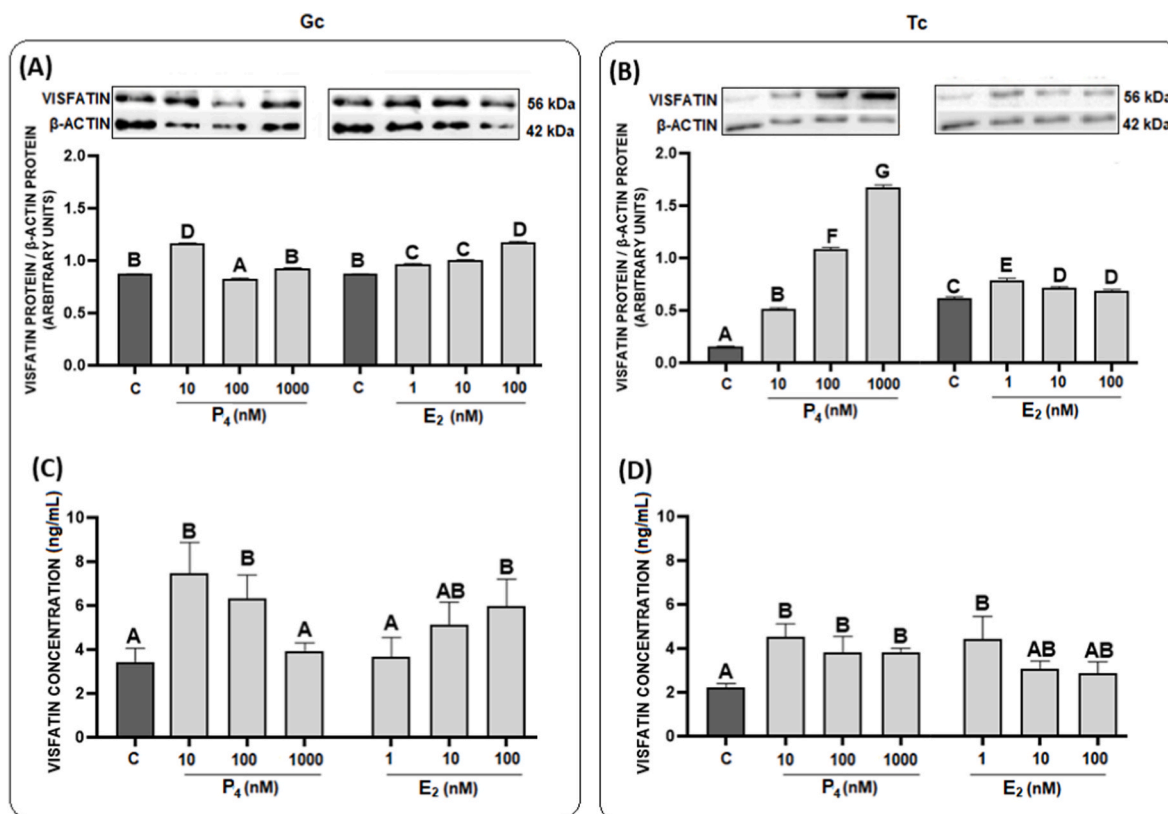 Gc
Tc
(A)
VISFATIN
56 kDa
β-ACTIN
42 kDa
VISFATIN PROTEIN / β-ACTIN PROTEIN
(ARBITRARY UNITS)
2.0
1.5
1.0
0.5
0.0
B D A B B C C D
C 10 100 1000 C 1 10 100
P₄ (nM) E₂ (nM)
(B)
VISFATIN
56 kDa
β-ACTIN
42 kDa
VISFATIN PROTEIN / β-ACTIN PROTEIN
(ARBITRARY UNITS)
2.0
1.5
1.0
0.5
0.0
A B F G C E D D
C 10 100 1000 C 1 10 100
P₄ (nM) E₂ (nM)
(C)
VISFATIN CONCENTRATION (ng/mL)
10
8
6
4
2
0
A B B A A AB B
C 10 100 1000 1 10 100
P₄ (nM) E₂ (nM)
(D)
VISFATIN CONCENTRATION (ng/mL)
10
8
6
4
2
0
A B B B B AB AB
C 10 100 1000 1 10 100
P₄ (nM) E₂ (nM)